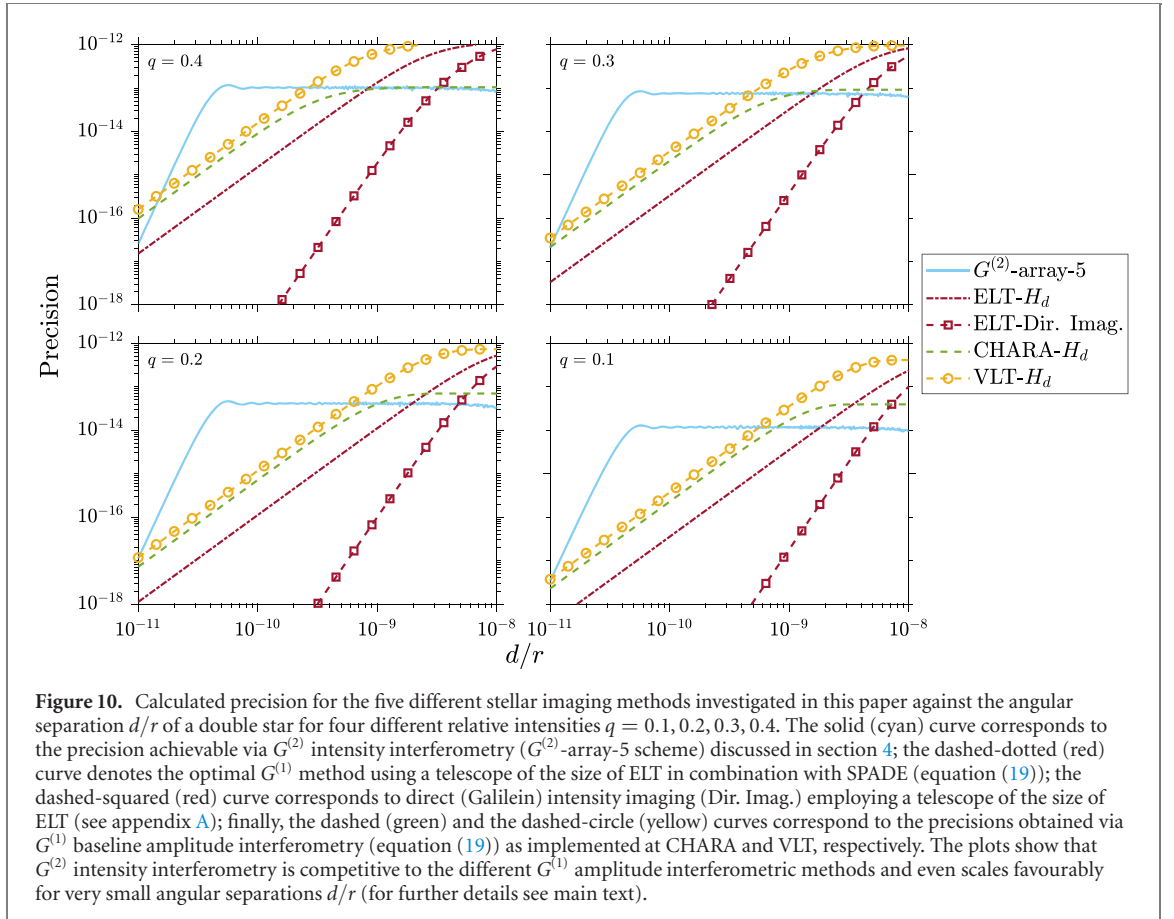 10⁻¹²
10⁻¹⁴
10⁻¹⁶
10⁻¹⁸
q = 0.4
q = 0.3
10⁻¹²
10⁻¹⁴
10⁻¹⁶
10⁻¹⁸
q = 0.2
q = 0.1
Precision
10⁻¹¹
10⁻¹⁰
10⁻⁹
10⁻⁸
10⁻¹¹
10⁻¹⁰
10⁻⁹
10⁻⁸
d/r
G⁽²⁾-array-5
ELT-H_d
ELT-Dir. Imag.
CHARA-H_d
VLT-H_d
Figure 10. Calculated precision for the five different stellar imaging methods investigated in this paper against the angular
separation d/r of a double star for four different relative intensities q = 0.1, 0.2, 0.3, 0.4. The solid (cyan) curve corresponds to
the precision achievable via G⁽²⁾ intensity interferometry (G⁽²⁾-array-5 scheme) discussed in section 4; the dashed-dotted (red)
curve denotes the optimal G⁽¹⁾ method using a telescope of the size of ELT in combination with SPADE (equation (19)); the
dashed-squared (red) curve corresponds to direct (Galilein) intensity imaging (Dir. Imag.) employing a telescope of the size of
ELT (see appendix A); finally, the dashed (green) and the dashed-circle (yellow) curves correspond to the precisions obtained via
G⁽¹⁾ baseline amplitude interferometry (equation (19)) as implemented at CHARA and VLT, respectively. The plots show that
G⁽²⁾ intensity interferometry is competitive to the different G⁽¹⁾ amplitude interferometric methods and even scales favourably
for very small angular separations d/r (for further details see main text).